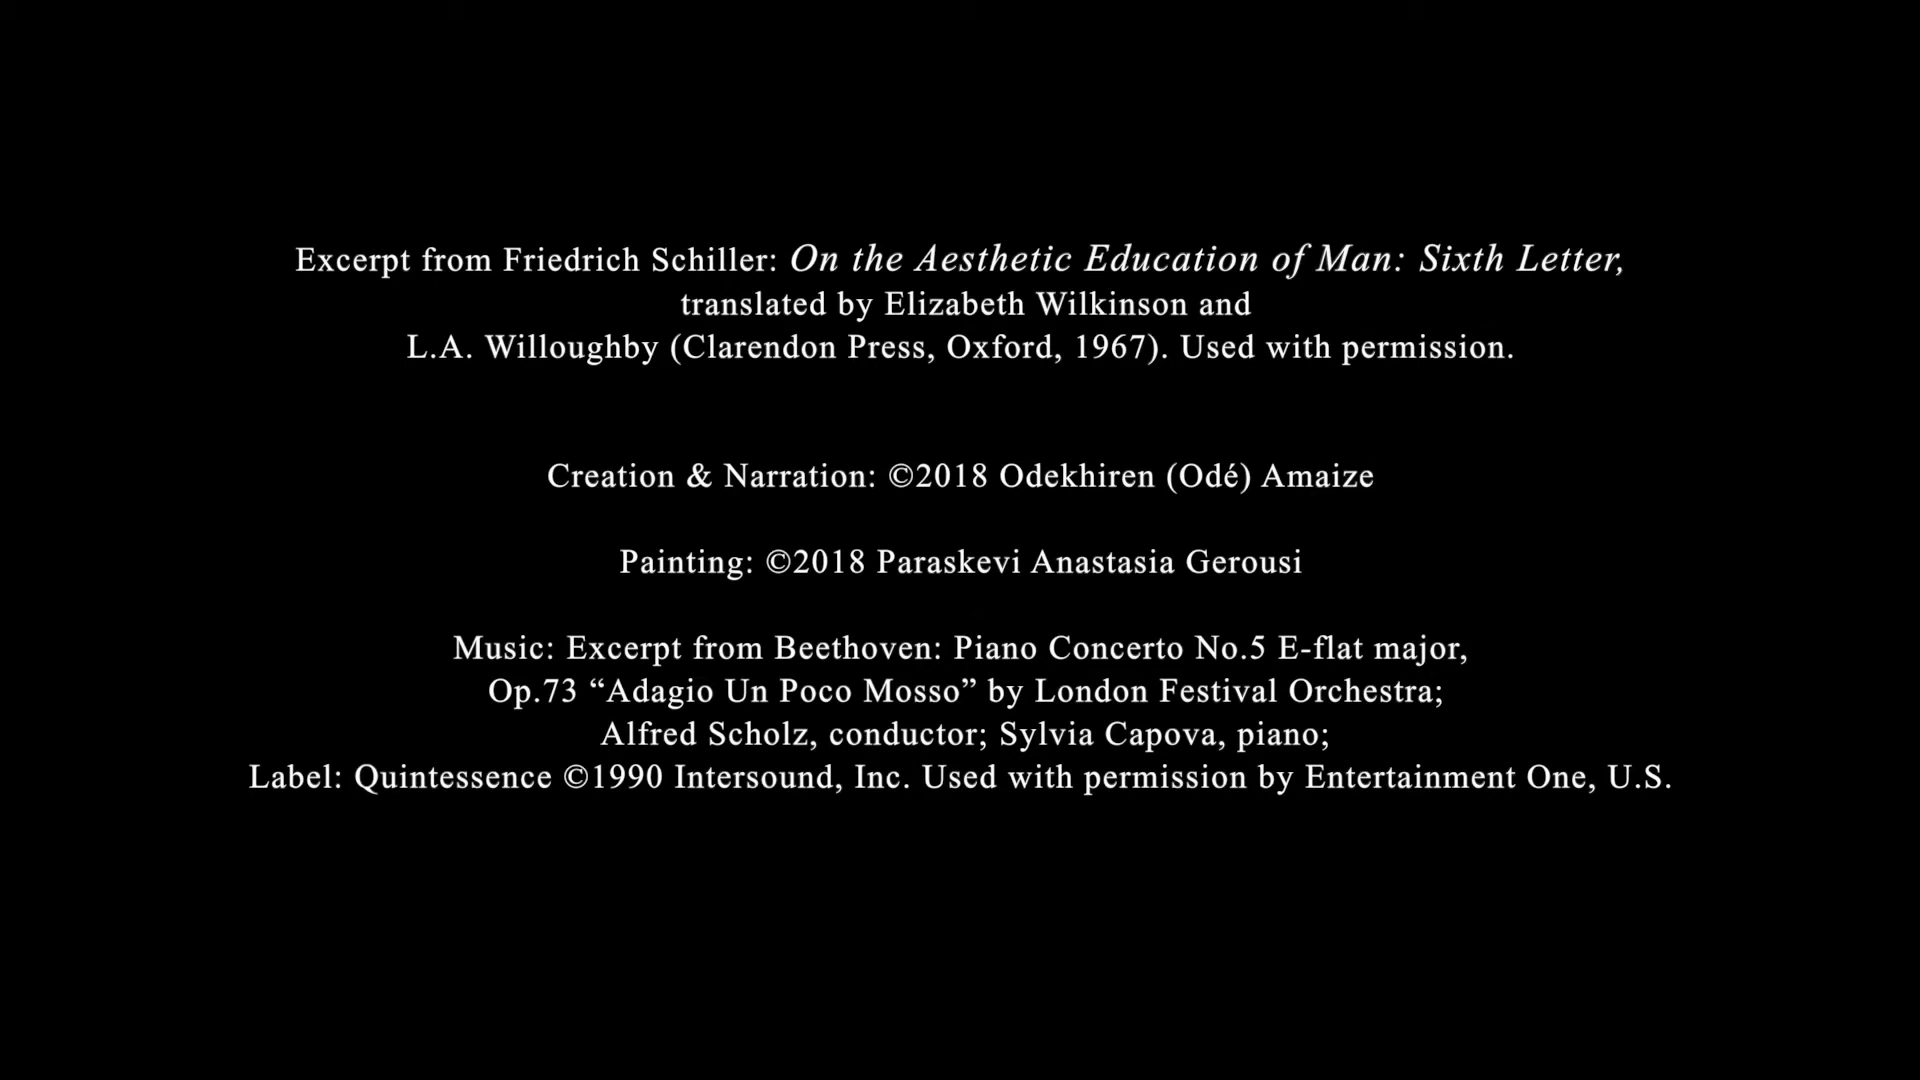 Excerpt from Friedrich Schiller: On the Aesthetic Education of Man: Sixth Letter,
translated by Elizabeth Wilkinson and
L.A. Willoughby (Clarendon Press, Oxford, 1967). Used with permission.
Creation & Narration: ©2018 Odekhiren (Odé) Amaize
Painting: ©2018 Paraskevi Anastasia Gerousi
Music: Excerpt from Beethoven: Piano Concerto No.5 E-flat major,
Op.73 “Adagio Un Poco Mosso” by London Festival Orchestra;
Alfred Scholz, conductor; Sylvia Capova, piano;
Label: Quintessence ©1990 Intersound, Inc. Used with permission by Entertainment One, U.S.